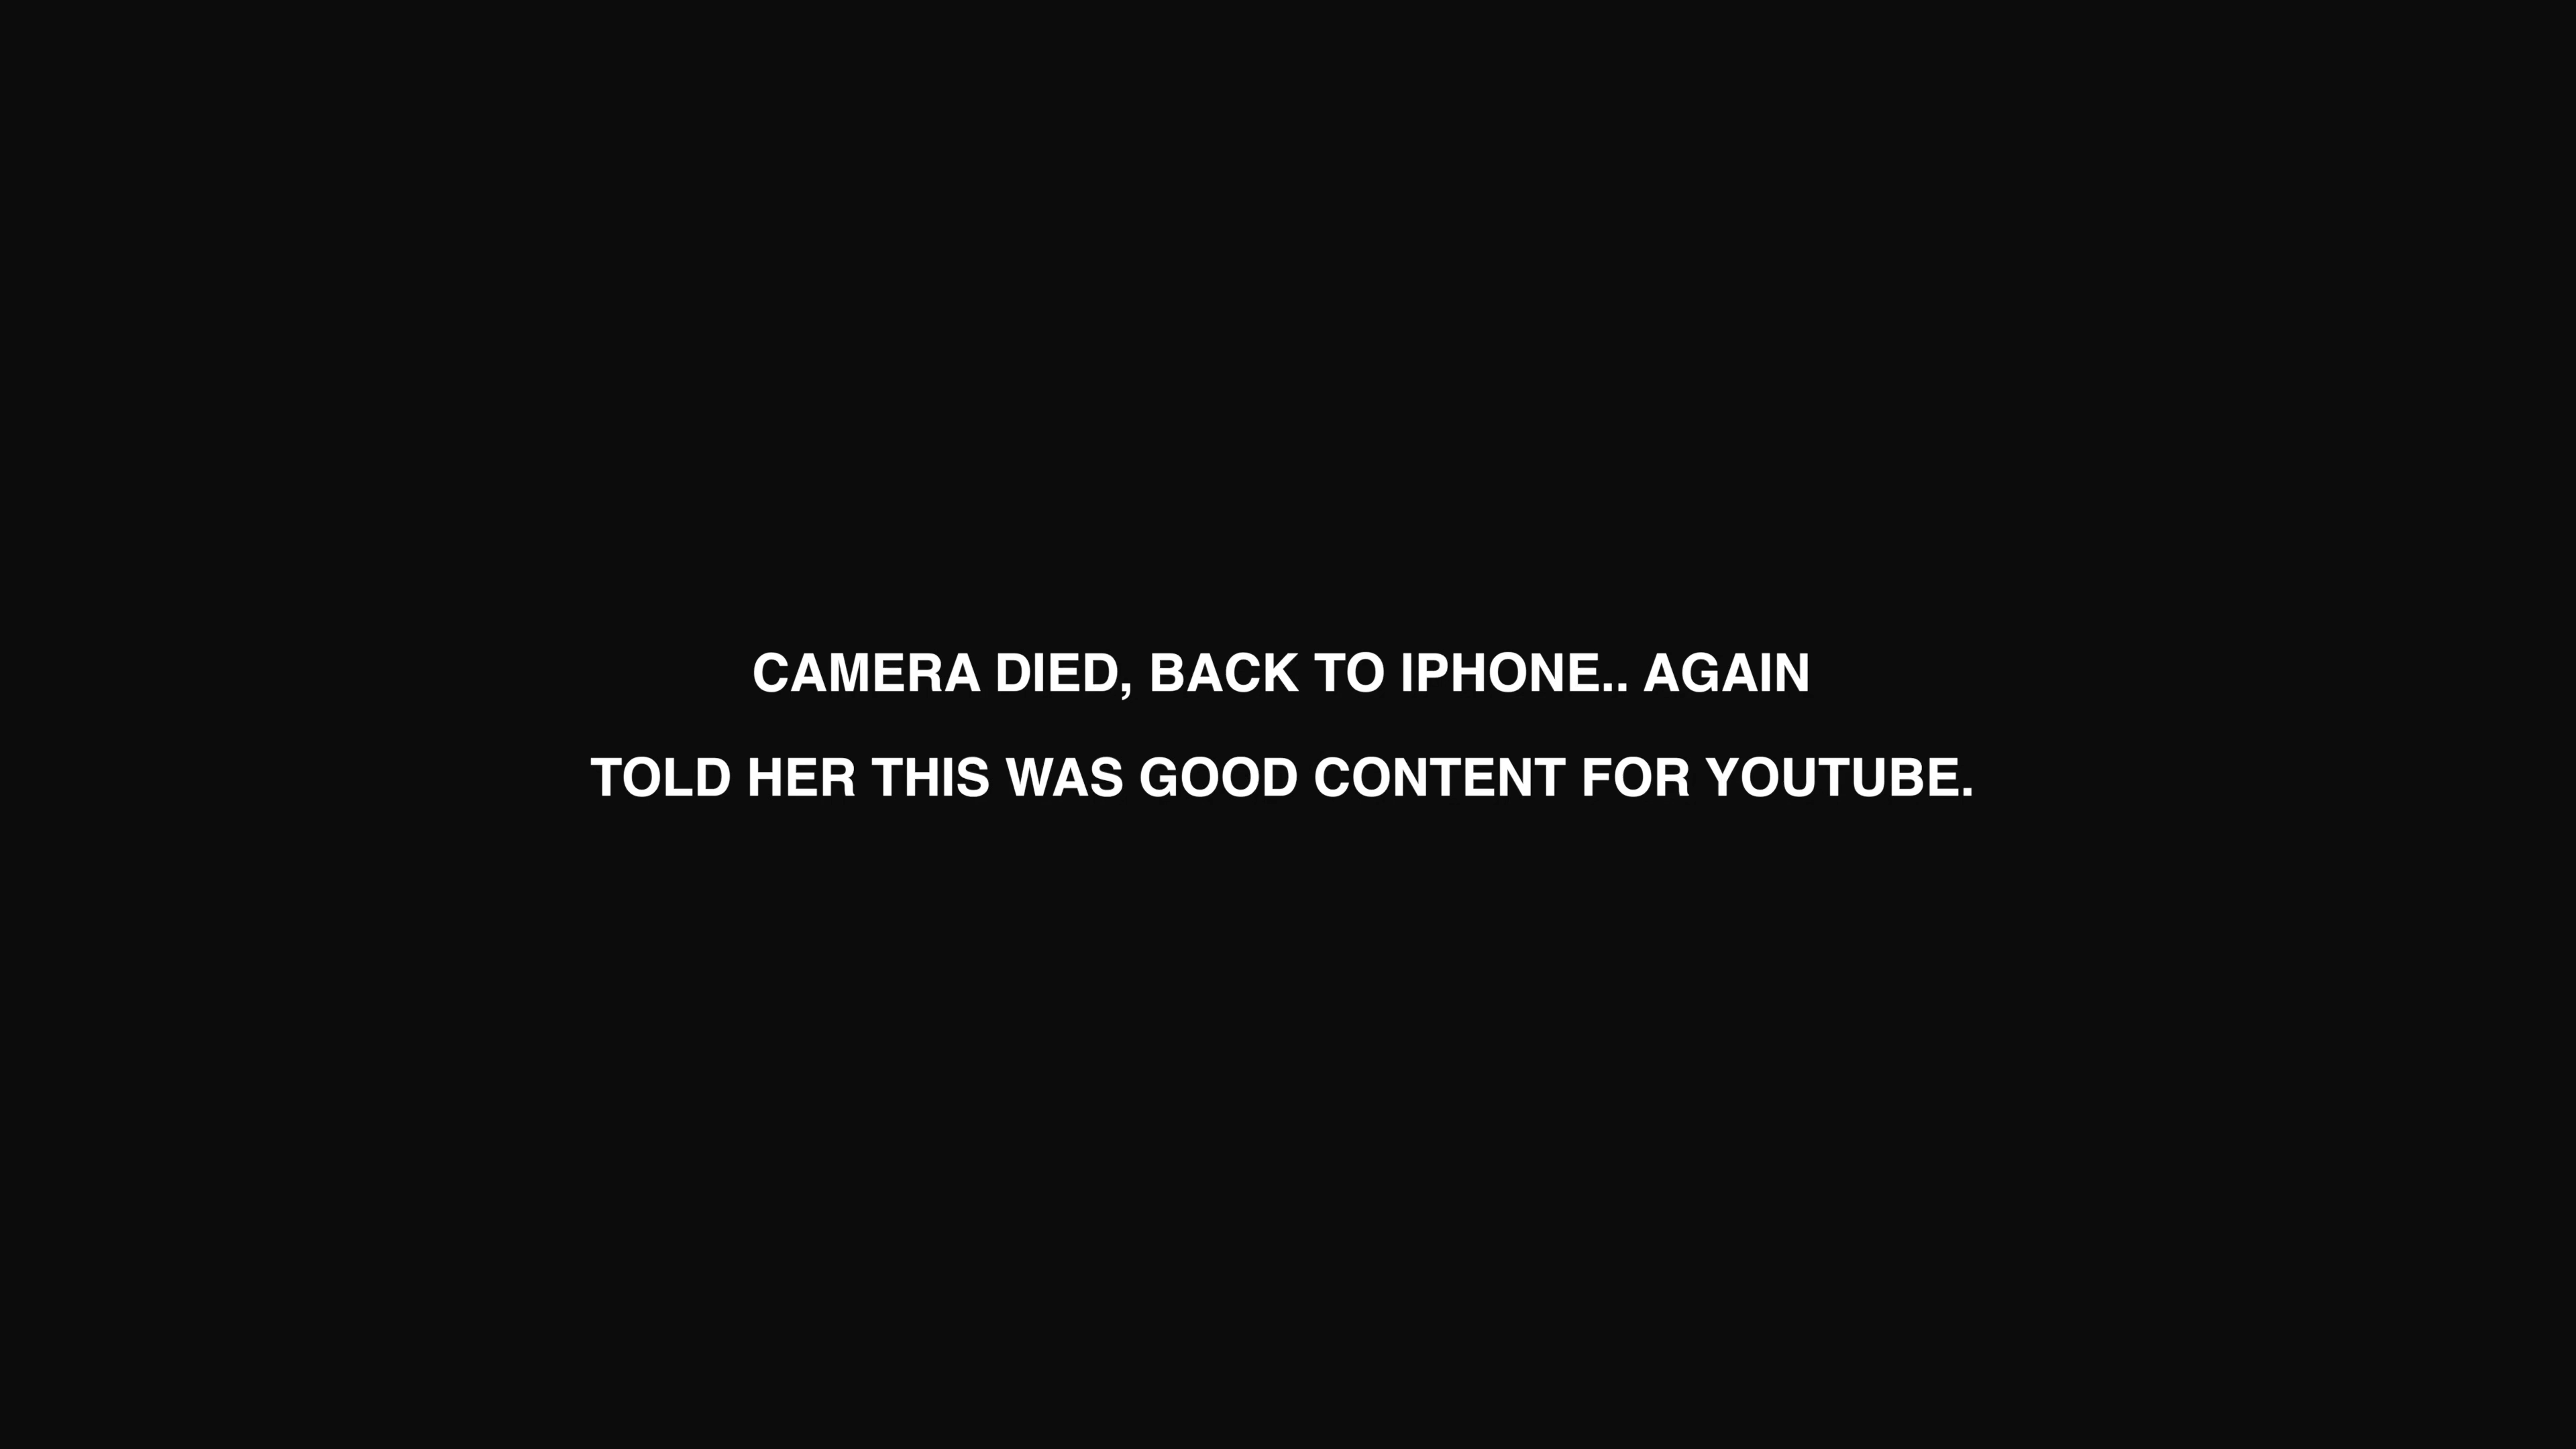 CAMERA DIED, BACK TO IPHONE.. AGAIN
TOLD HER THIS WAS GOOD CONTENT FOR YOUTUBE.